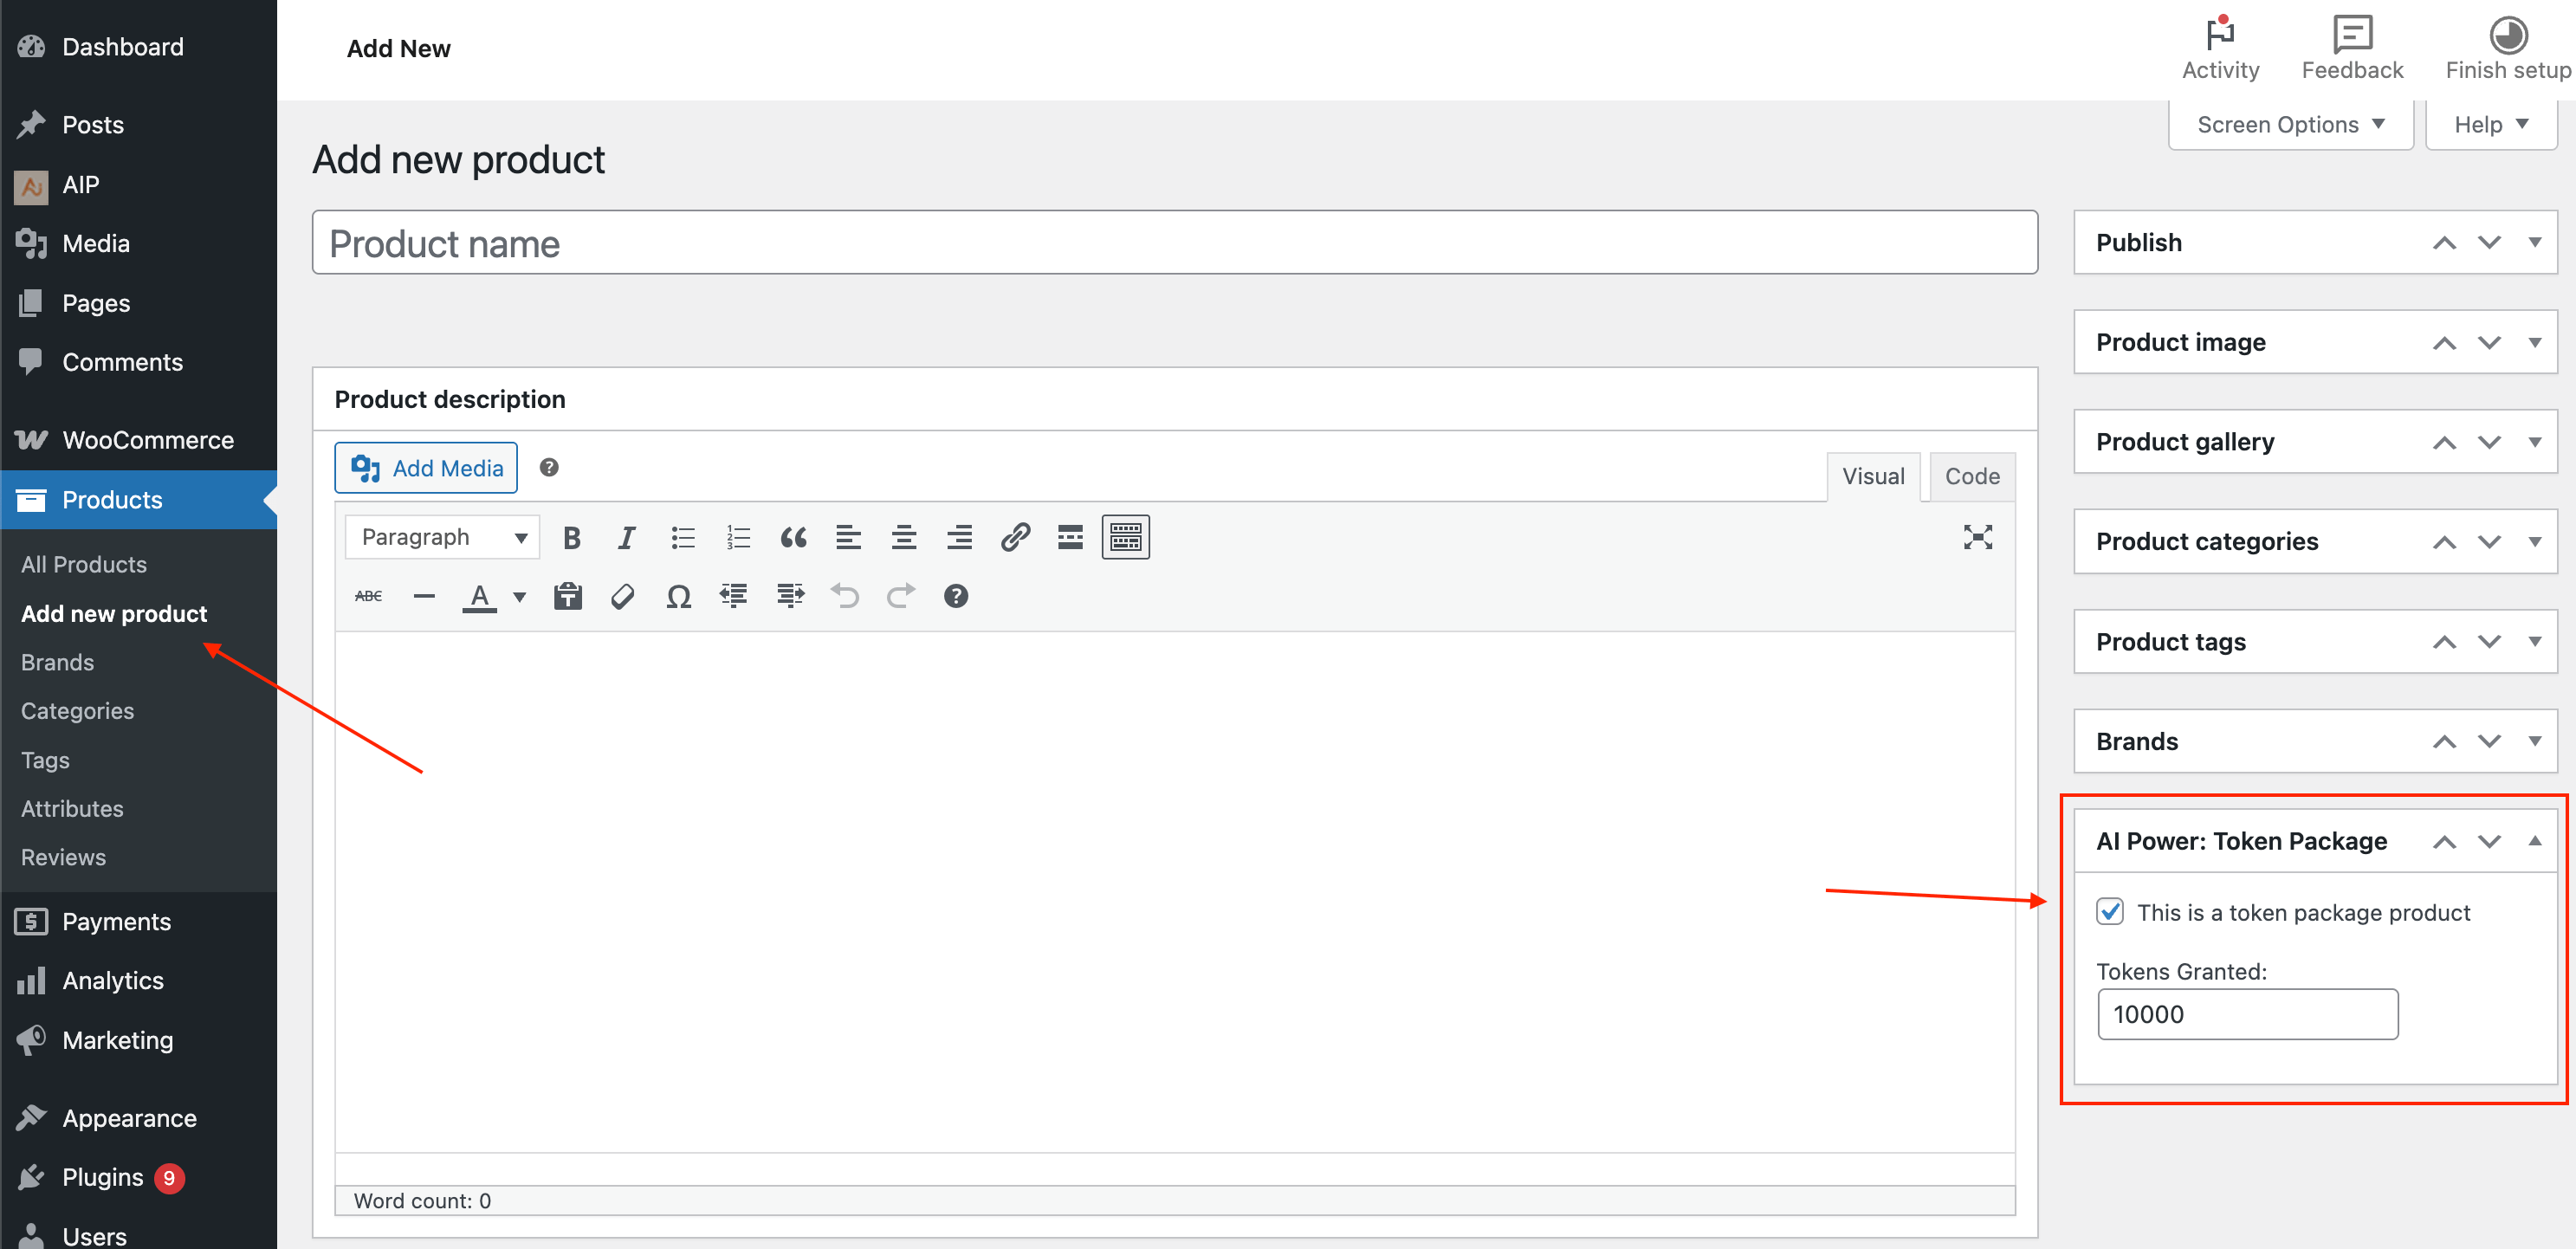 Dashboard
Posts
AIP
Media
Pages
Comments
WooCommerce
Products
All Products
Add new product
Brands
Categories
Tags
Attributes
Reviews
Payments
Analytics
Marketing
Appearance
Plugins 9
Users
Add New
Activity
Feedback
Finish setup
Screen Options
Help
Add new product
Product name
Product description
Add Media
Visual
Code
Paragraph
Word count: 0
Publish
Product image
Product gallery
Product categories
Product tags
Brands
AI Power: Token Package
This is a token package product
Tokens Granted:
10000